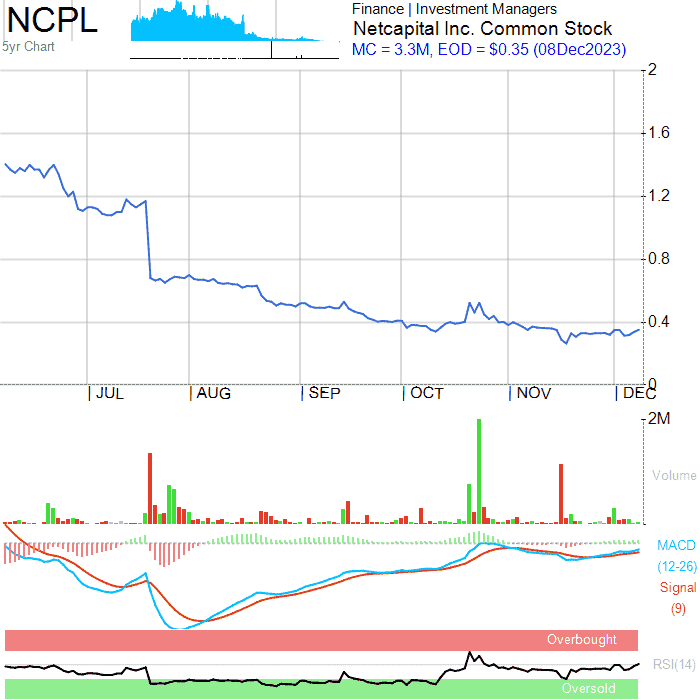 NCPL
5yr Chart
Finance | Investment Managers
Netcapital Inc. Common Stock
MC = 3.3M, EOD = $0.35 (08Dec2023)
2
1.6
1.2
0.8
0.4
0
JUL AUG SEP OCT NOV DEC
2M
Volume
MACD
(12-26)
Signal
(9)
Overbought
RSI(14)
Oversold